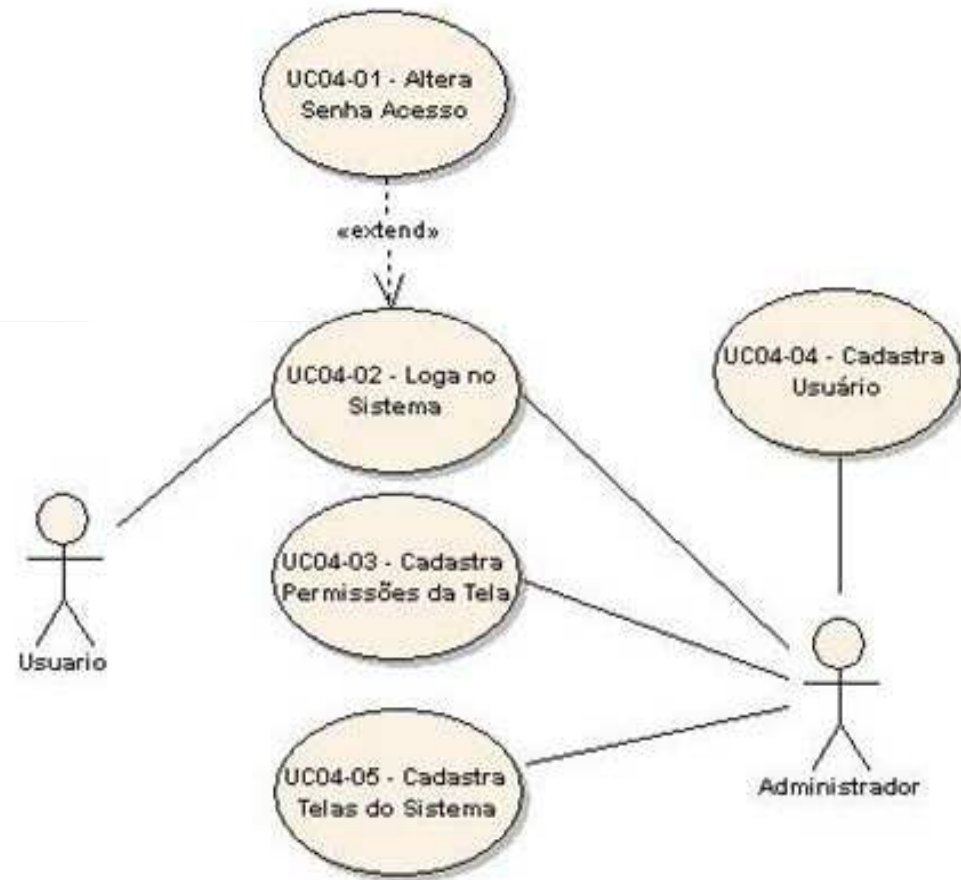 UC04-01 - Altera
Senha Acesso
«extend»
UC04-02 - Loga no
Sistema
UC04-04 - Cadastra
Usuário
UC04-03 - Cadastra
Permissões da Tela
Usuario
UC04-05 - Cadastra
Telas do Sistema
Administrador